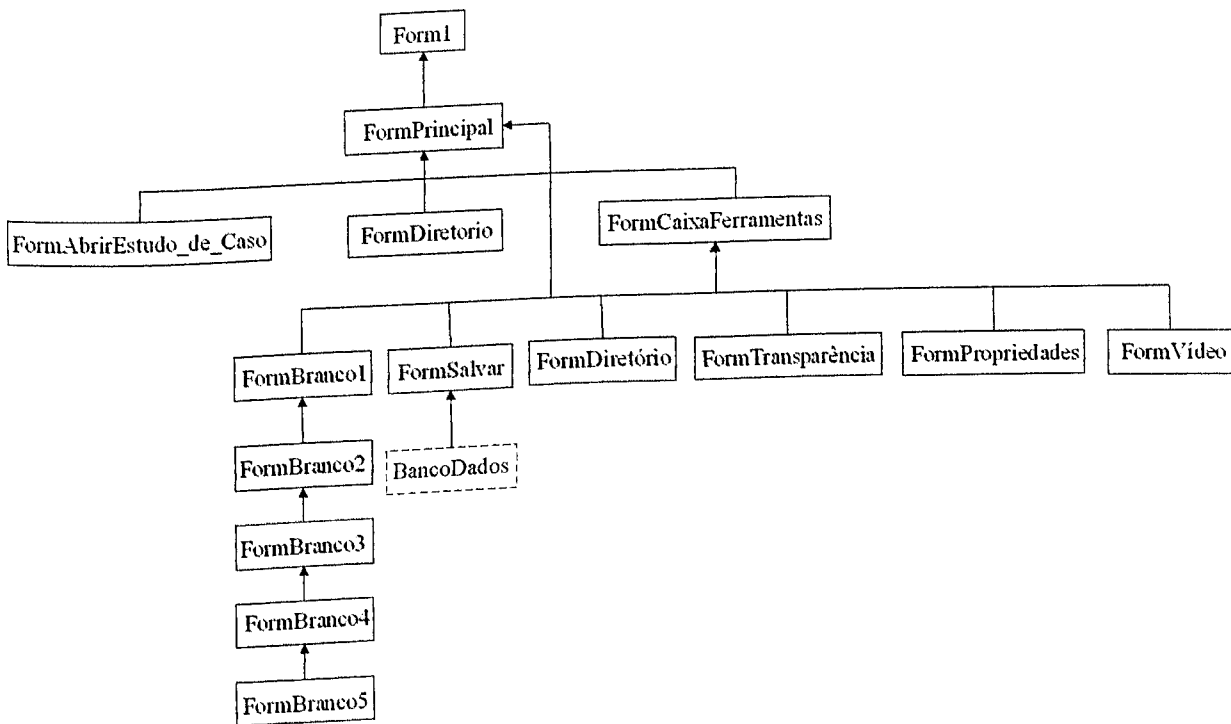 Form1
FormPrincipal
FormAbrirEstudo_de_Caso
FormDiretorio
FormCaixaFerramentas
FormBranco1
FormSalvar
FormDiretório
FormTransparência
FormPropriedades
FormVídeo
FormBranco2
BancoDados
FormBranco3
FormBranco4
FormBranco5